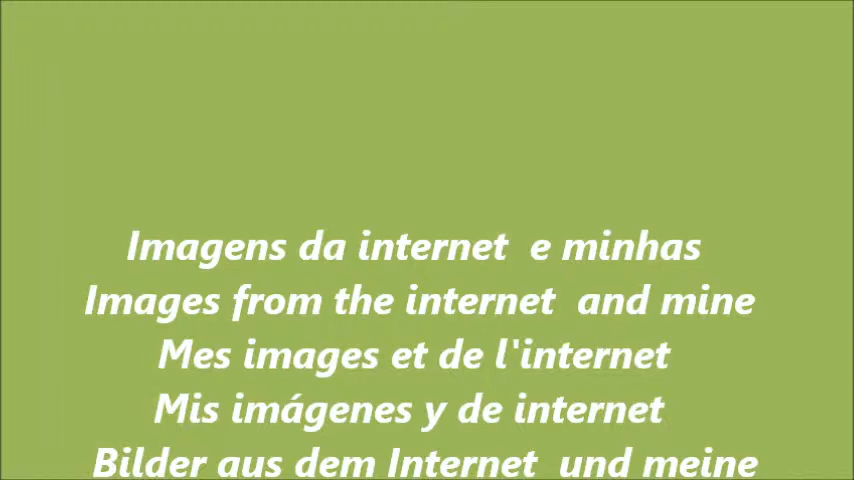 Imagens da internet e minhas
Images from the internet and mine
Mes images et de l'internet
Mis imágenes y de internet
Bilder aus dem Internet und meine